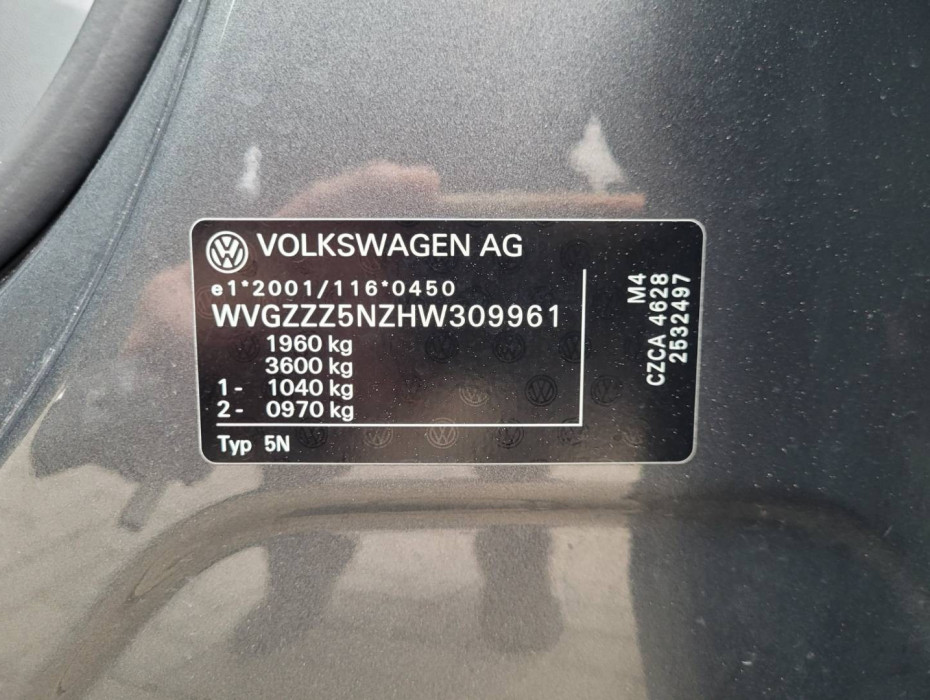 VOLKSWAGEN AG
e1*2001/116*0450
WVGZZZ5NZHW309961
1960 kg
3600 kg
1- 1040 kg
2- 0970 kg
Typ 5N
M4
CZCA 4628
2532497